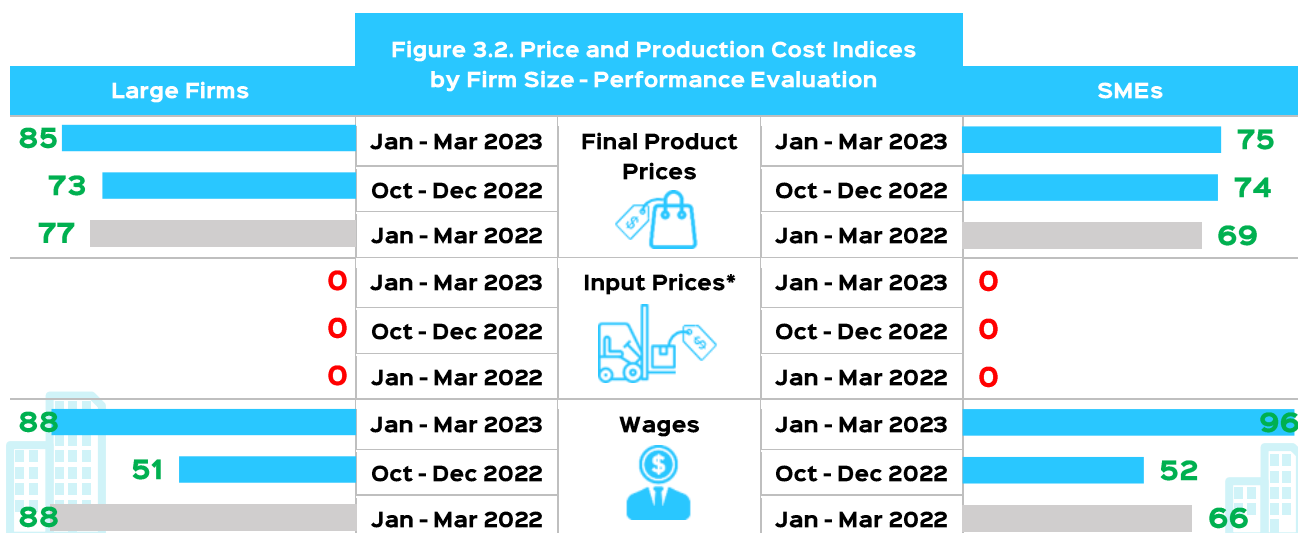 Figure 3.2. Price and Production Cost Indices
by Firm Size - Performance Evaluation
Large Firms
SMEs
85 Jan - Mar 2023 Final Product Jan - Mar 2023 75
Prices
73 Oct - Dec 2022 Oct - Dec 2022 74
77 Jan - Mar 2022 Jan - Mar 2022 69
0 Jan - Mar 2023 Input Prices* Jan - Mar 2023 0
0 Oct - Dec 2022 Oct - Dec 2022 0
0 Jan - Mar 2022 Jan - Mar 2022 0
88 Jan - Mar 2023 Wages Jan - Mar 2023 96
51 Oct - Dec 2022 Oct - Dec 2022 52
88 Jan - Mar 2022 Jan - Mar 2022 66